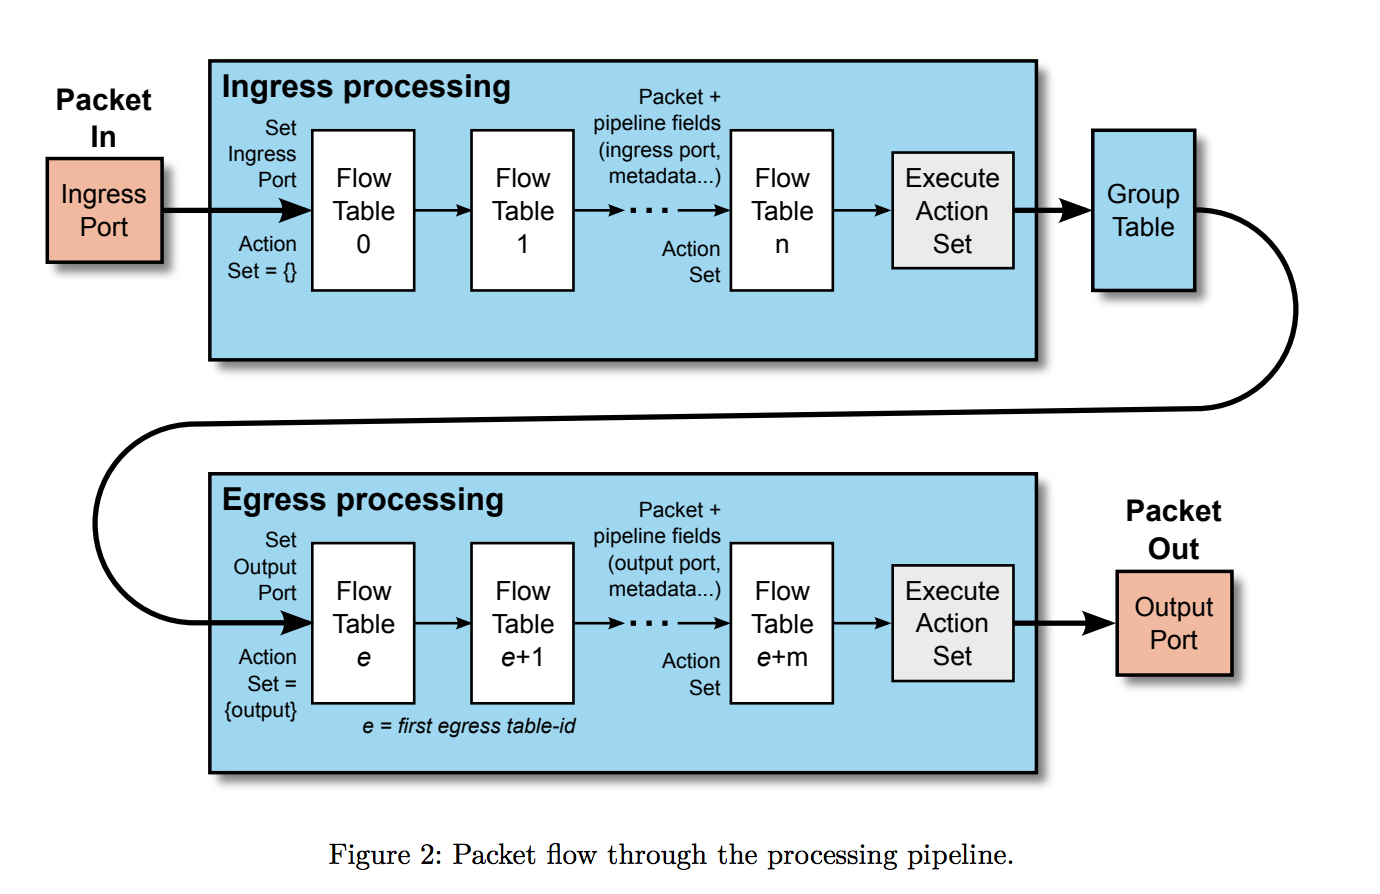 Ingress processing
Packet
In
Ingress
Port
Set
Ingress
Port
Action
Set = {}
Flow
Table
0
Flow
Table
1
Packet +
pipeline fields
(ingress port,
metadata...)
Action
Set
Flow
Table
n
Execute
Action
Set
Group
Table
Egress processing
Set
Output
Port
Action
Set =
{output}
Flow
Table
e
Flow
Table
e+1
e = first egress table-id
Packet +
pipeline fields
(output port,
metadata...)
Action
Set
Flow
Table
e+m
Execute
Action
Set
Packet
Out
Output
Port
Figure 2: Packet flow through the processing pipeline.